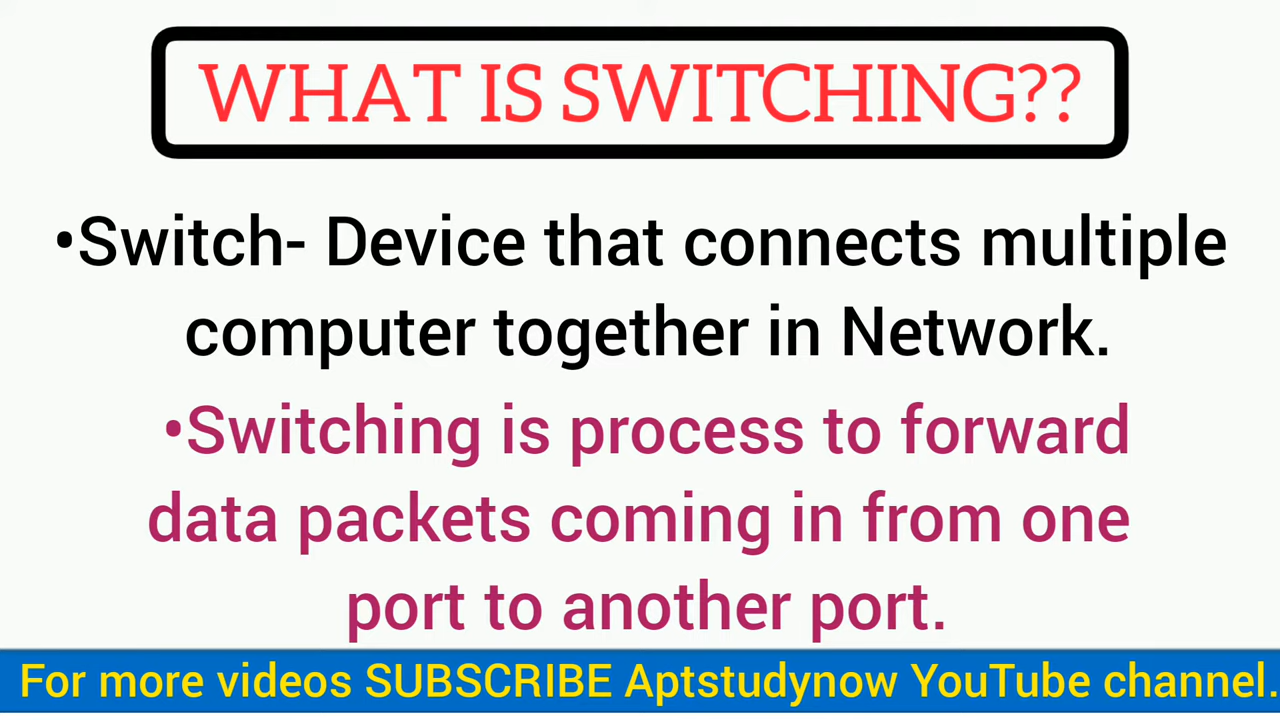 WHAT IS SWITCHING??
•Switch- Device that connects multiple
computer together in Network.
•Switching is process to forward
data packets coming in from one
port to another port.
For more videos SUBSCRIBE Aptstudynow YouTube channel.